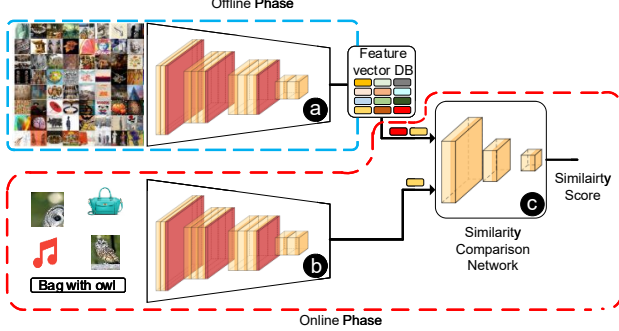 Offline Phase
Feature
vector DB
a
b
c
Similairty
Score
Similarity
Comparison
Network
Bag with owl
Online Phase